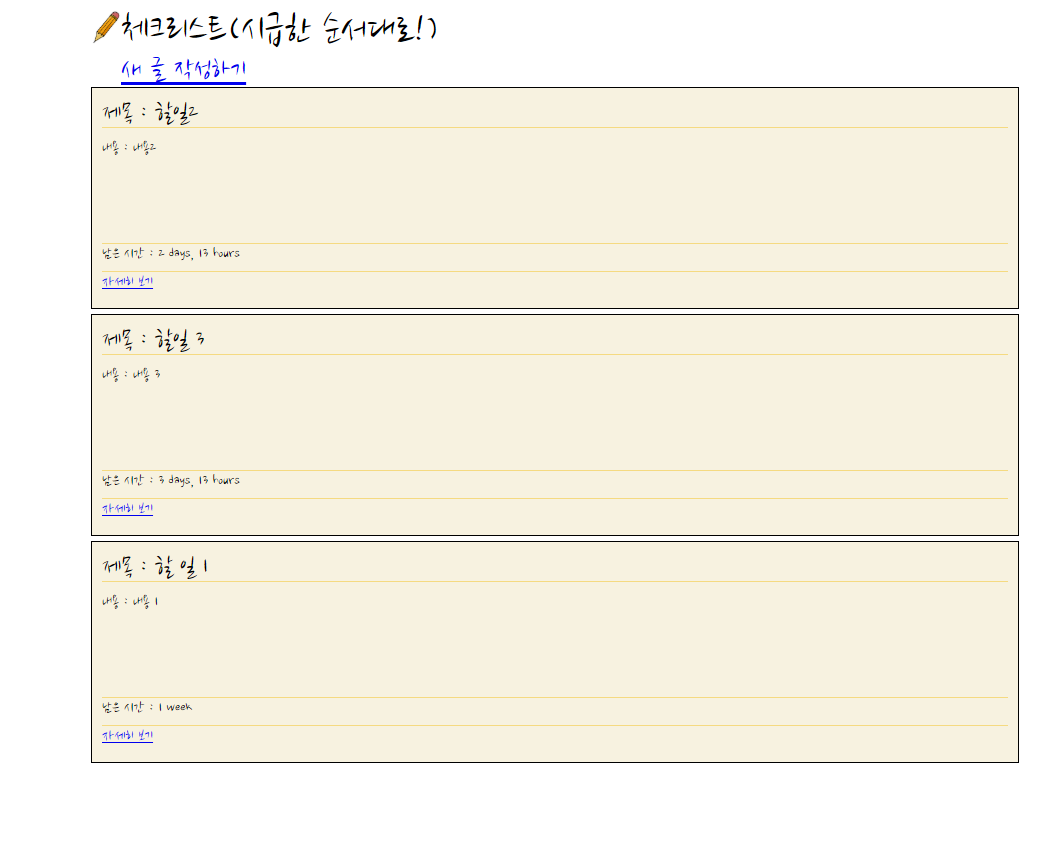 체크리스트(시급한 순서대로!)
새 글 작성하기
제목 : 할일2
내용 : 내용2
남은 시간 : 2 days, 13 hours
자세히 보기
제목 : 할일 3
내용 : 내용 3
남은 시간 : 3 days, 13 hours
자세히 보기
제목 : 할 일 1
내용 : 내용 1
남은 시간 : 1 week
자세히 보기